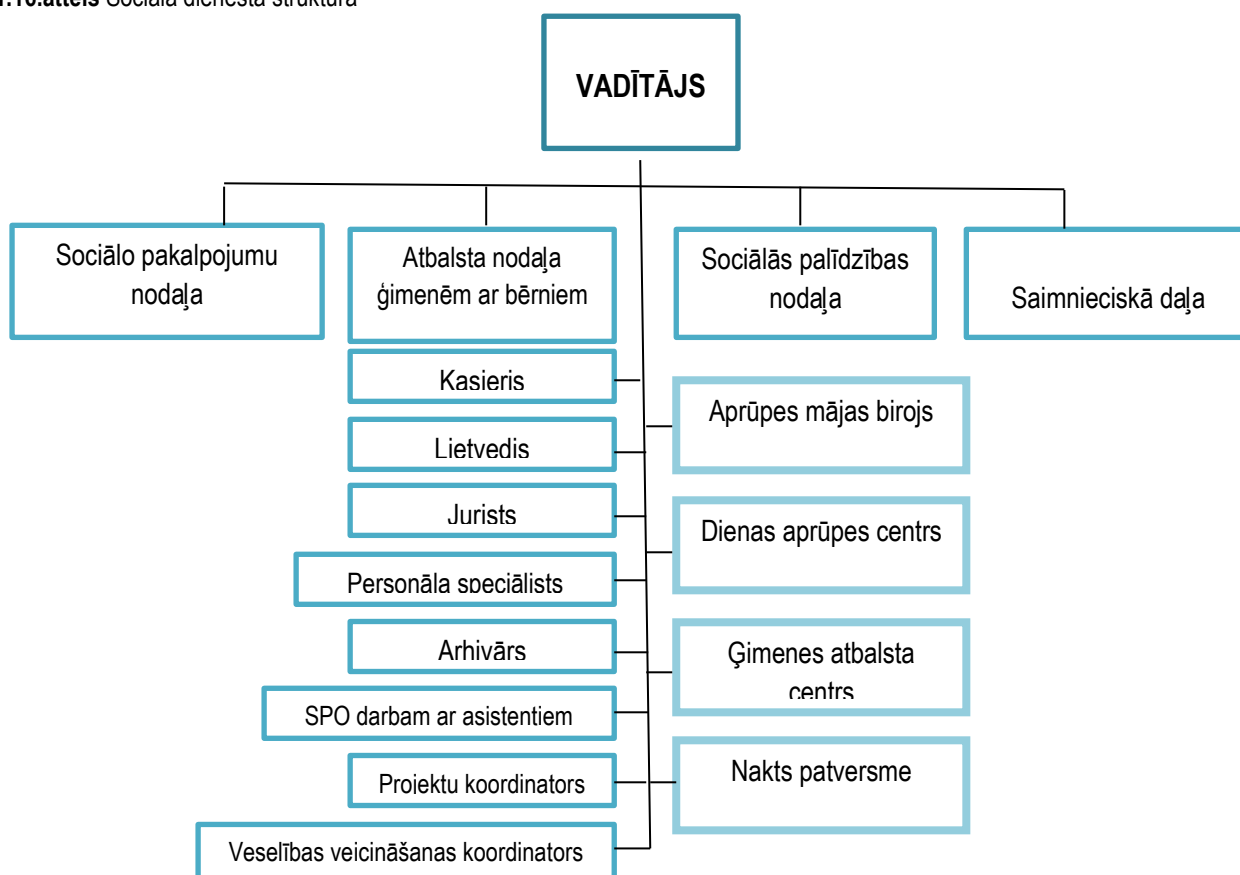 .10.attēls Sociālā dienesta struktūra
VADĪTĀJS
Sociālo pakalpojumu
nodaļa
Atbalsta nodaļa
ģimenēm ar bērniem
Sociālās palīdzības
nodaļa
Saimnieciskā daļa
Kasieris
Lietvedis
Jurists
Personāla speciālists
Arhivārs
SPO darbam ar asistentiem
Projektu koordinators
Veselības veicināšanas koordinators
Aprūpes mājas birojs
Dienas aprūpes centrs
Ģimenes atbalsta
centrs
Nakts patversme